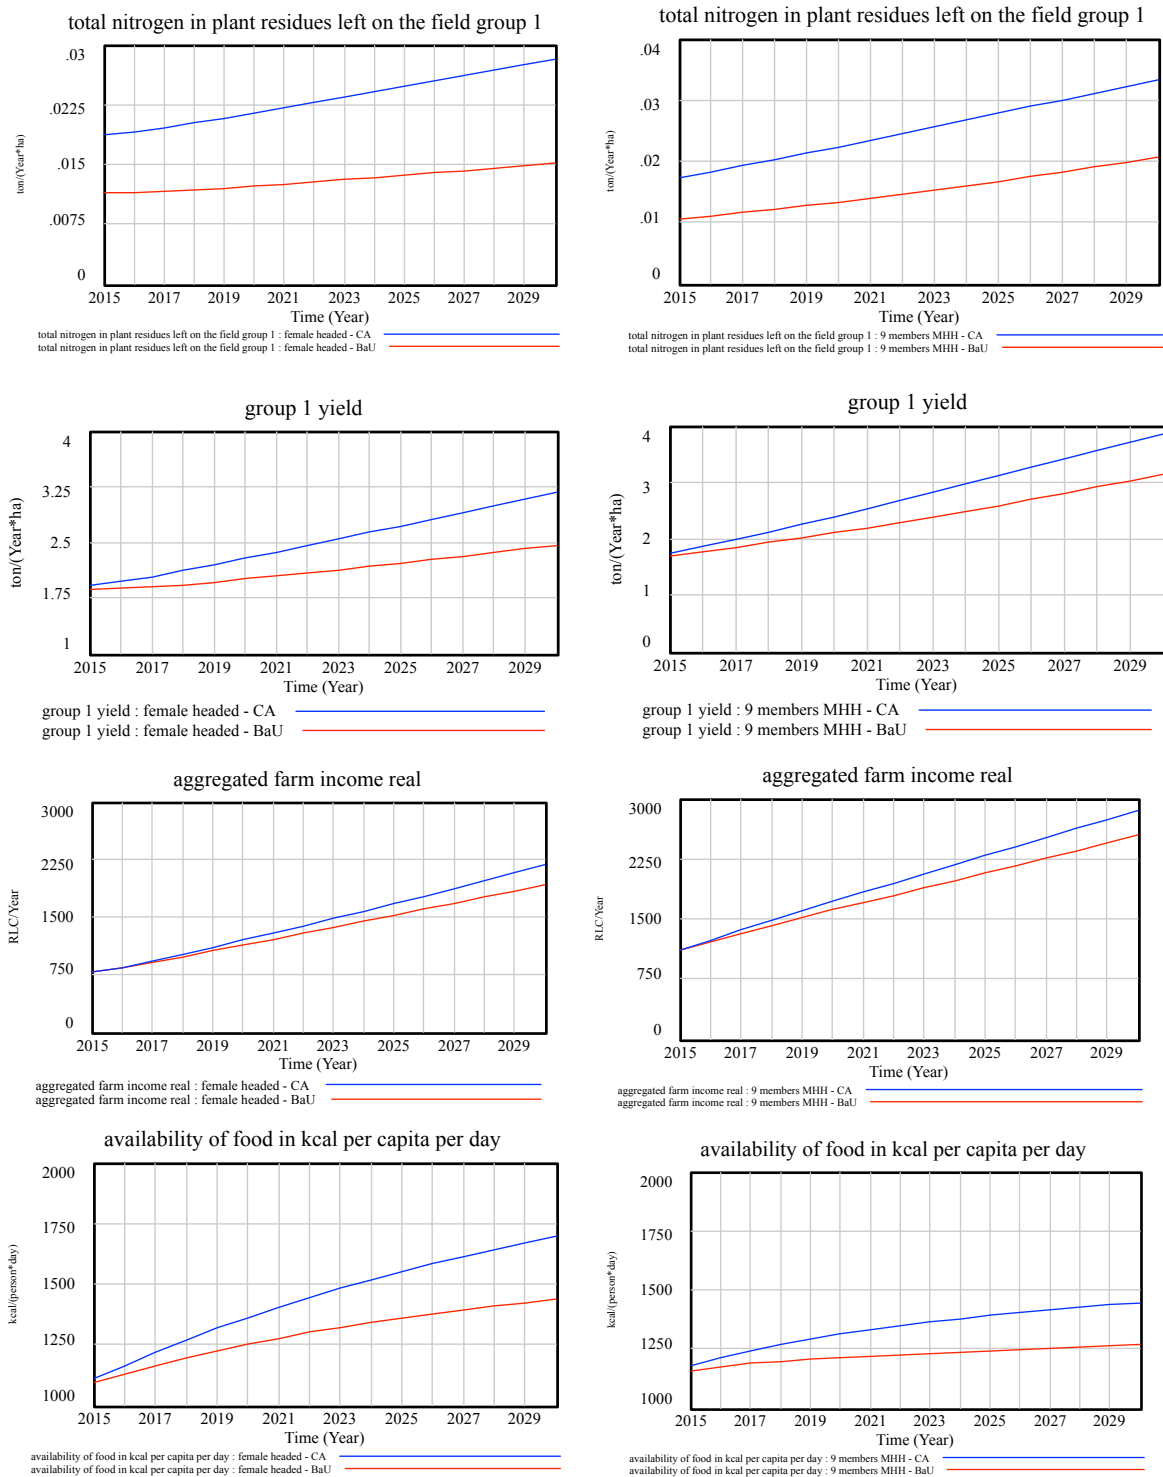 total nitrogen in plant residues left on the field group 1
.03
.0225
.015
.0075
0
ton/(Year*ha)
2015 2017 2019 2021 2023 2025 2027 2029
Time (Year)
total nitrogen in plant residues left on the field group 1 : female headed - CA
total nitrogen in plant residues left on the field group 1 : female headed - BaU
total nitrogen in plant residues left on the field group 1
.04
.03
.02
.01
0
ton/(Year*ha)
2015 2017 2019 2021 2023 2025 2027 2029
Time (Year)
total nitrogen in plant residues left on the field group 1 : 9 members MHH - CA
total nitrogen in plant residues left on the field group 1 : 9 members MHH - BaU
group 1 yield
4
3.25
2.5
1.75
1
ton/(Year*ha)
2015 2017 2019 2021 2023 2025 2027 2029
Time (Year)
group 1 yield : female headed - CA
group 1 yield : female headed - BaU
group 1 yield
4
3
2
1
0
ton/(Year*ha)
2015 2017 2019 2021 2023 2025 2027 2029
Time (Year)
group 1 yield : 9 members MHH - CA
group 1 yield : 9 members MHH - BaU
aggregated farm income real
3000
2250
1500
750
0
RLC/Year
2015 2017 2019 2021 2023 2025 2027 2029
Time (Year)
aggregated farm income real : female headed - CA
aggregated farm income real : female headed - BaU
aggregated farm income real
3000
2250
1500
750
0
RLC/Year
2015 2017 2019 2021 2023 2025 2027 2029
Time (Year)
aggregated farm income real : 9 members MHH - CA
aggregated farm income real : 9 members MHH - BaU
availability of food in kcal per capita per day
2000
1750
1500
1250
1000
kcal/(person*day)
2015 2017 2019 2021 2023 2025 2027 2029
Time (Year)
availability of food in kcal per capita per day : female headed - CA
availability of food in kcal per capita per day : female headed - BaU
availability of food in kcal per capita per day
2000
1750
1500
1250
1000
kcal/(person*day)
2015 2017 2019 2021 2023 2025 2027 2029
Time (Year)
availability of food in kcal per capita per day : 9 members MHH - CA
availability of food in kcal per capita per day : 9 members MHH - BaU